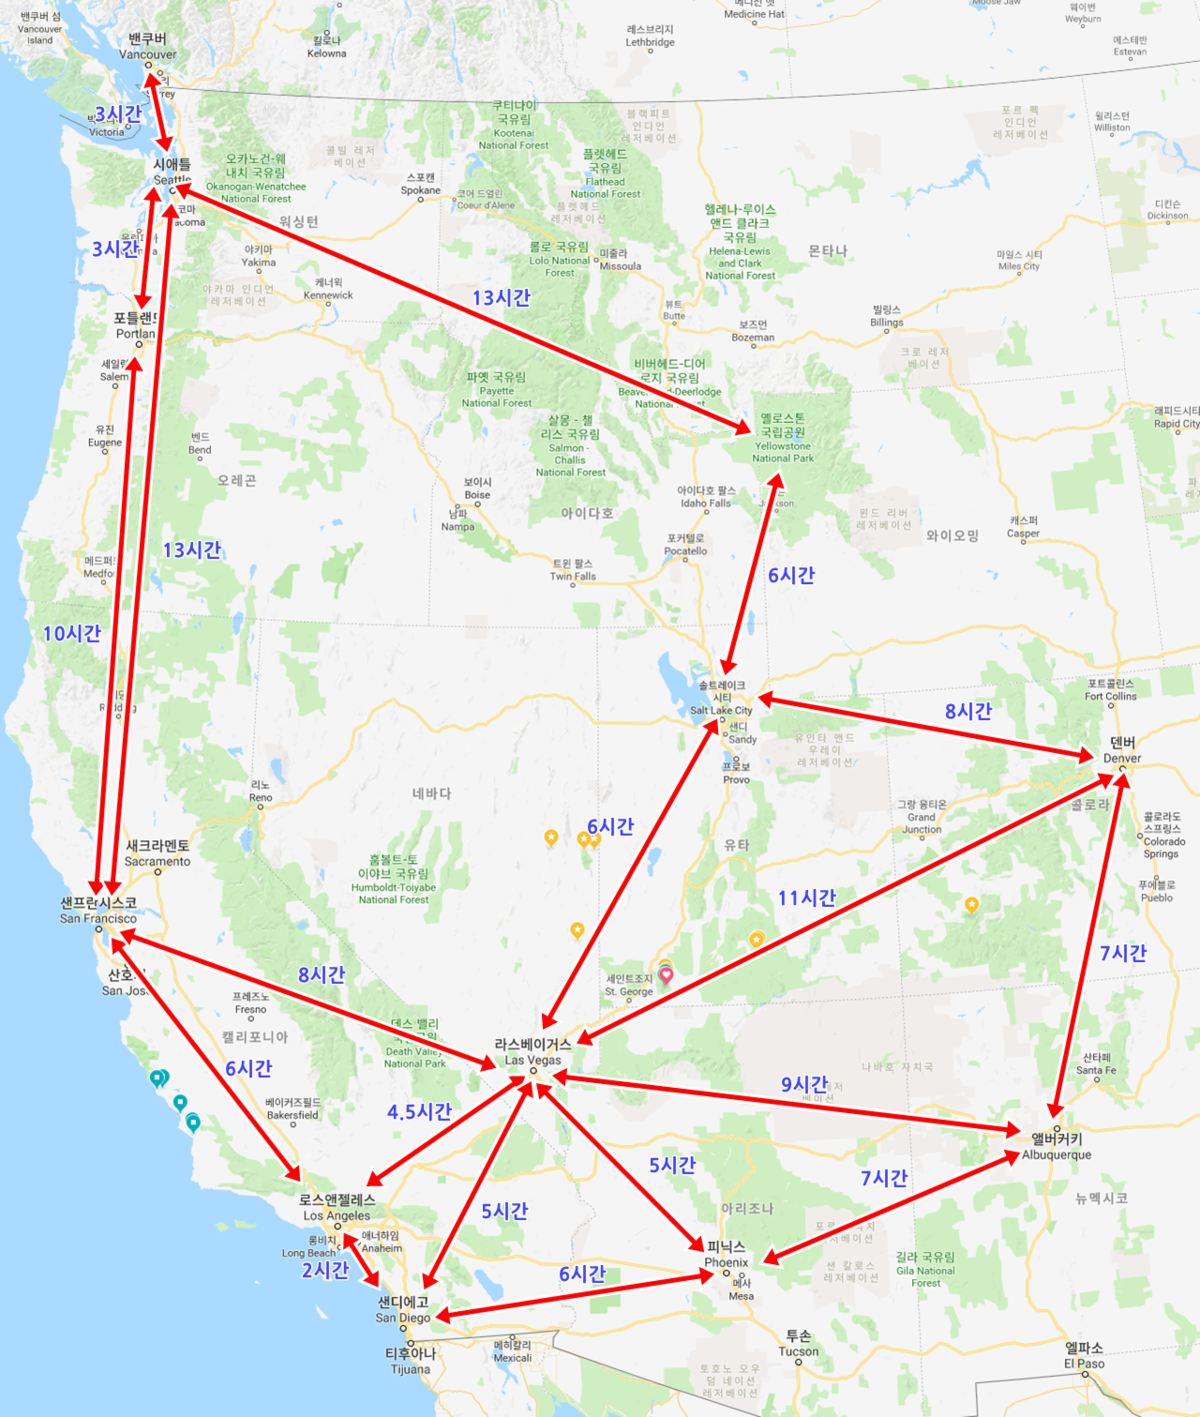 밴쿠버 섬
Vancouver
Island
밴쿠버
Vancouver
킬로나
Kelowna
레스브리지
Lethbridge
Medicine Hat
Moose Jaw
웨이번
Weyburn
에스테반
Estevan
3시간
Victoria
쿠티나이
국유림
Kootenai
National Forest
블랙피트
인디언
레저베이션
포르 펙
인디언
레저베이션
윌리스턴
Williston
시애틀
Seattle
오카노건-웨
내치 국유림
Okanogan-Wenatchee
National Forest
콜빌 레저
베이션
스포캔
Spokane
코어 드얼린
Coeur d'Alene
플랫헤드
국유림
Flathead
National Forest
플랫헤드
레저베이션
헬레나-루이스
앤드 클라크
국유림
Helena-Lewis
and Clark
National Forest
몬타나
디킨슨
Dickinson
마일스 시티
Miles City
워싱턴
3시간
야키마
Yakima
야카마 인디언
레저베이션
케너윅
Kennewick
롤로 국유림
Lolo National
Forest
미줄라
Missoula
13시간
뷰트
Butte
보즈먼
Bozeman
빌링스
Billings
크로 레저
베이션
포틀랜드
Portlan
세일럼
Salem
파옛 국유림
Payette
National Forest
비버헤드-디어
로지 국유림
살몽 - 챌
리스 국유림
Salmon -
Challis
National Forest
옐로스톤
국립공원
Yellowstone
National Park
래피드시티
Rapid City
유진
Eugene
벤드
Bend
오레곤
보이시
Boise
남파
Nampa
아이다호
아이다호 폴스
Idaho Falls
윈드 리버
레저베이션
와이오밍
캐스퍼
Casper
포커텔로
Pocatello
트윈 폴스
Twin Falls
13시간
메드퍼드
Medfo
6시간
10시간
솔트레이크
시티
Salt Lake City
샌디
Sandy
프로보
Provo
8시간
포트콜린스
Fort Collins
유인타 앤드
우레이
레저베이션
덴버
Denver
리노
Reno
네바다
6시간
유타
그랑 융티온
Grand
Junction
콜로라
콜로라도
스프링스
Colorado
Springs
푸에블로
Pueblo
새크라멘토
Sacramento
훔볼트-토
이야브 국유림
Humboldt-Toiyabe
National Forest
11시간
샌프란시스코
San Francisco
산호세
San Jos
8시간
7시간
세인트조지
St. George
프레즈노
Fresno
캘리포니아
데스 밸리
Death Valley
National Park
라스베이거스
Las Vegas
나바호 자치국
산타페
Santa Fe
6시간
9시간
베이커즈필드
Bakersfield
4.5시간
앨버커키
Albuquerque
5시간
7시간
로스앤젤레스
Los Angeles
롱비치
Long Beach
애너하임
Anaheim
5시간
아리조나
뉴멕시코
2시간
피닉스
Phoenix
메사
Mesa
6시간
샌 칼로스
레저베이션
길라 국유림
Gila National
Forest
샌디에고
San Diego
티후아나
Tijuana
메히칼리
Mexicali
투손
Tucson
토호노 오우
덤 네이션
레저베이션
엘파소
El Paso